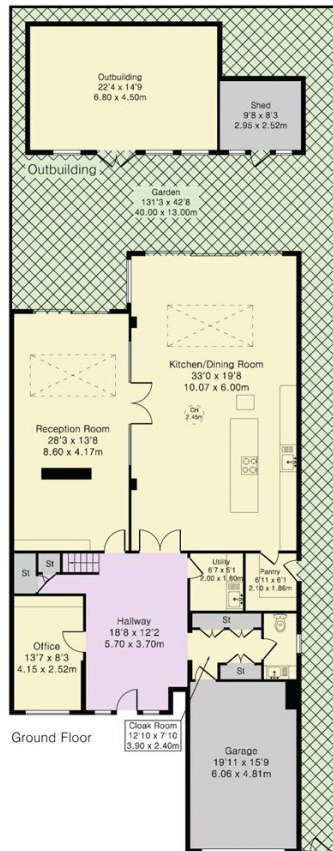 Outbuilding
22'4 x 14'9
6.80 x 4.50m
Shed
9'8 x 8'3
2.95 x 2.52m
Outbuilding
Garden
131'3 x 42'8
40.00 x 13.00m
Kitchen/Dining Room
33'0 x 19'8
10.07 x 6.00m
CH
2.45m
Reception Room
28'3 x 13'8
8.60 x 4.17m
Utility
6'7 x 5'1
2.00 x 1.60m
Pantry
6'11 x 6'1
2.10 x 1.86m
St
St
Hallway
18'8 x 12'2
5.70 x 3.70m
St
Office
13'7 x 8'3
4.15 x 2.52m
St
Cloak Room
12'10 x 7'10
3.90 x 2.40m
Ground Floor
Garage
19'11 x 15'9
6.06 x 4.81m